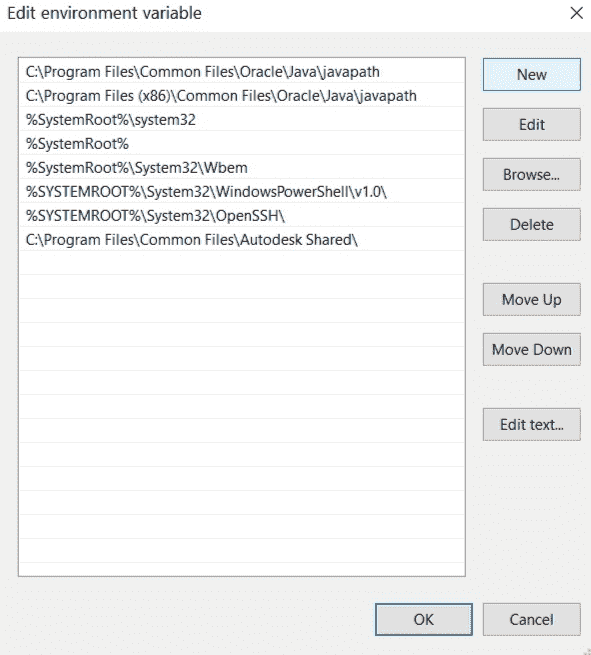 Edit environment variable
C:\Program Files\Common Files\Oracle\Java\javapath
C:\Program Files (x86)\Common Files\Oracle\Java\javapath
%SystemRoot%\system32
%SystemRoot%
%SystemRoot%\System32\Wbem
%SYSTEMROOT%\System32\WindowsPowerShell\v1.0\
%SYSTEMROOT%\System32\OpenSSH\
C:\Program Files\Common Files\Autodesk Shared\
New
Edit
Browse...
Delete
Move Up
Move Down
Edit text...
OK
Cancel